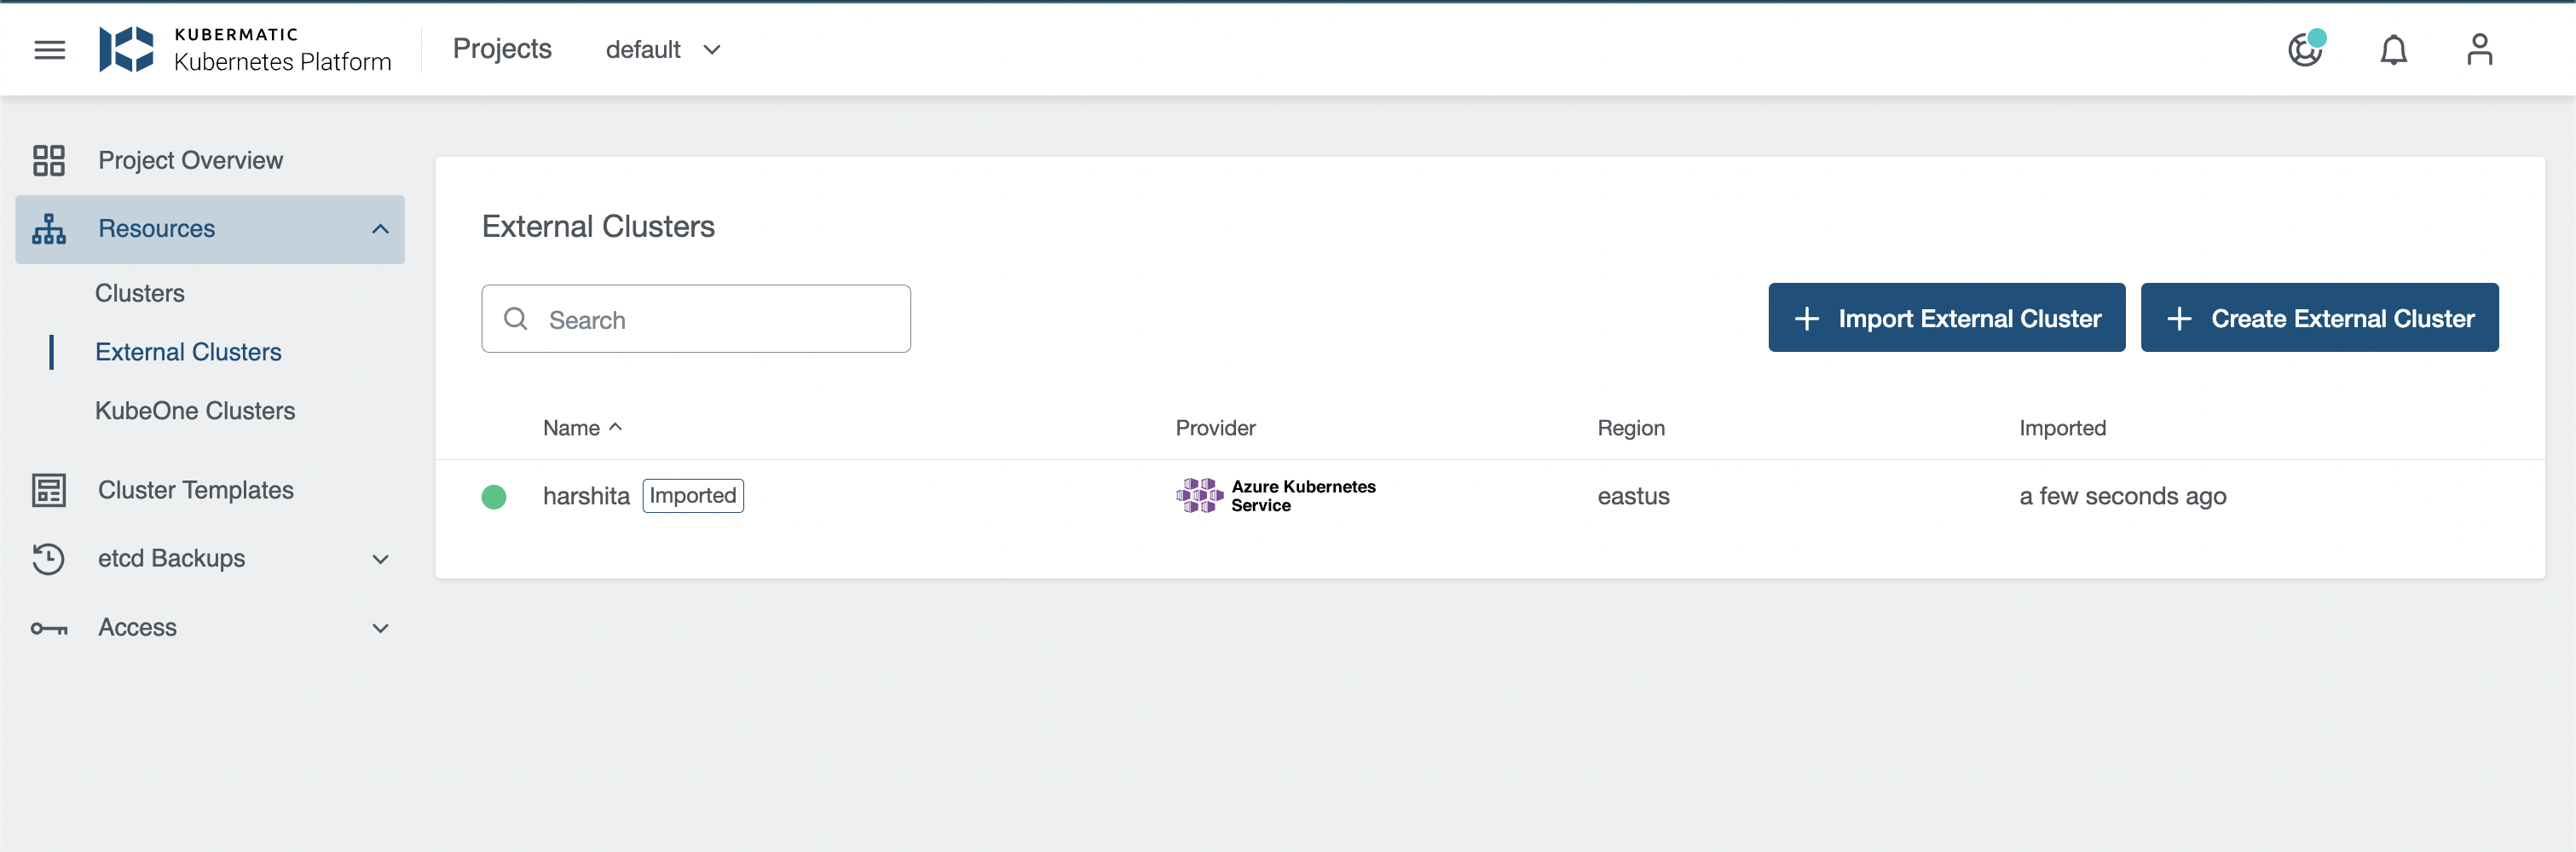 KUBERMATIC
Kubernetes Platform
Projects
default
Project Overview
Resources
Clusters
External Clusters
KubeOne Clusters
Cluster Templates
etcd Backups
Access
External Clusters
Search
Import External Cluster
Create External Cluster
Name Provider Region Imported
harshita Imported Azure Kubernetes Service eastus a few seconds ago